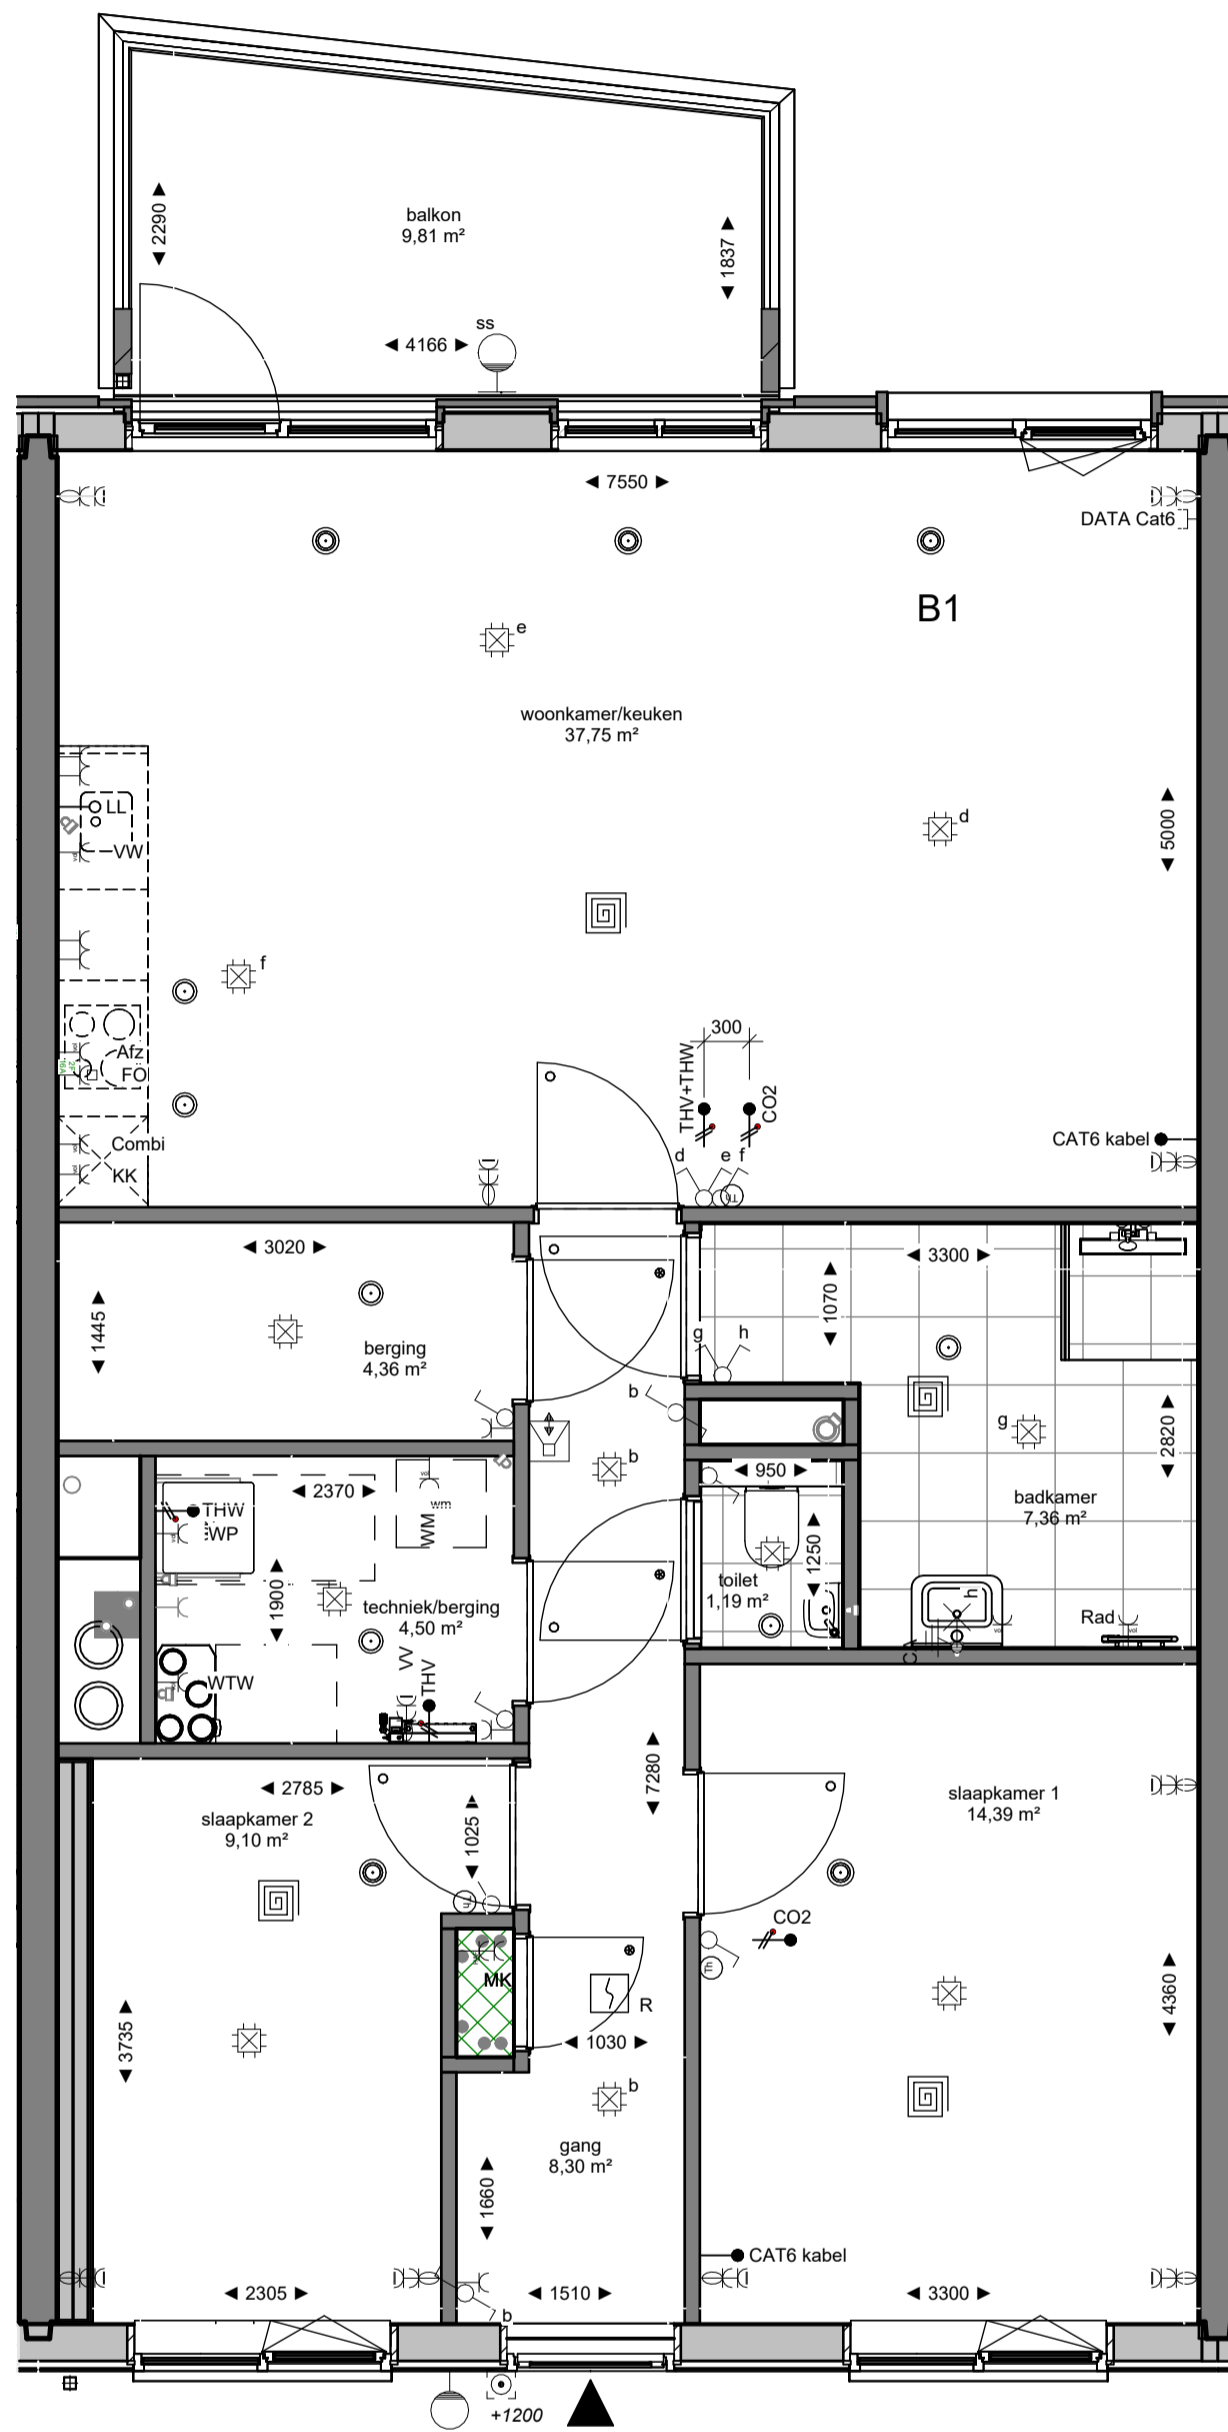 balkon
9,81 m²
2290
1837
4166
ss
7550
DATA Cat6
B1
e
woonkamer/keuken
37,75 m²
d
5000
LL
VW
f
Afz
FO
Combi
KK
300
THV+THW
CO2
d
e
f
CAT6 kabel
3020
1445
berging
4,36 m²
3300
1070
g
h
b
b
g
2820
badkamer
7,36 m²
950
1250
toilet
1,19 m²
h
Rad
2370
wm
WM
THW
WP
1900
techniek/berging
4,50 m²
WTW
VV
THV
7280
2785
slaapkamer 2
9,10 m²
1025
slaapkamer 1
14,39 m²
CO2
Th
MK
R
1030
4360
3735
b
gang
8,30 m²
1660
CAT6 kabel
2305
1510
3300
b
+1200